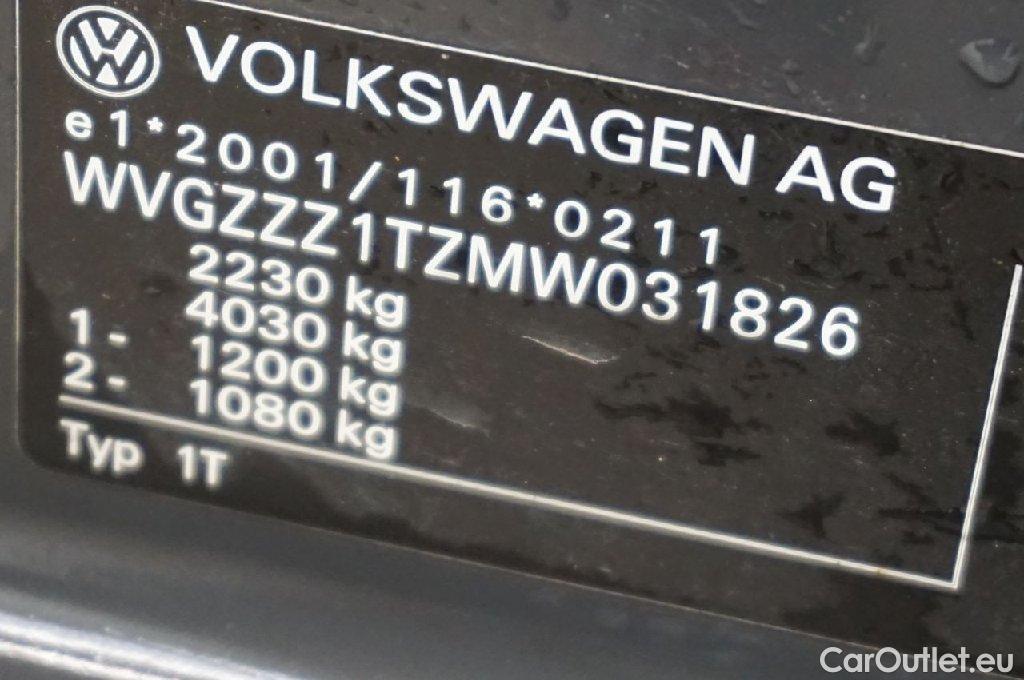 VOLKSWAGEN AG
e1*2001/116*0211
WVGZZZ1TZMW031826
2230 kg
4030 kg
1- 1200 kg
2- 1080 kg
Typ 1T
CarOutlet.eu